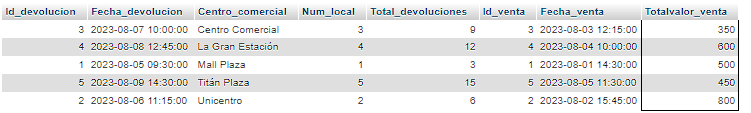 Id_devolucion Fecha_devolucion Centro_comercial Num_local Total_devoluciones Id_venta Fecha_venta Totalvalor_venta
3 2023-08-07 10:00:00 Centro Comercial 3 9 3 2023-08-03 12:15:00 350
4 2023-08-08 12:45:00 La Gran Estación 4 12 4 2023-08-04 10:00:00 600
1 2023-08-05 09:30:00 Mall Plaza 1 3 1 2023-08-01 14:30:00 500
5 2023-08-09 14:30:00 Titán Plaza 5 15 5 2023-08-05 11:30:00 450
2 2023-08-06 11:15:00 Unicentro 2 6 2 2023-08-02 15:45:00 800